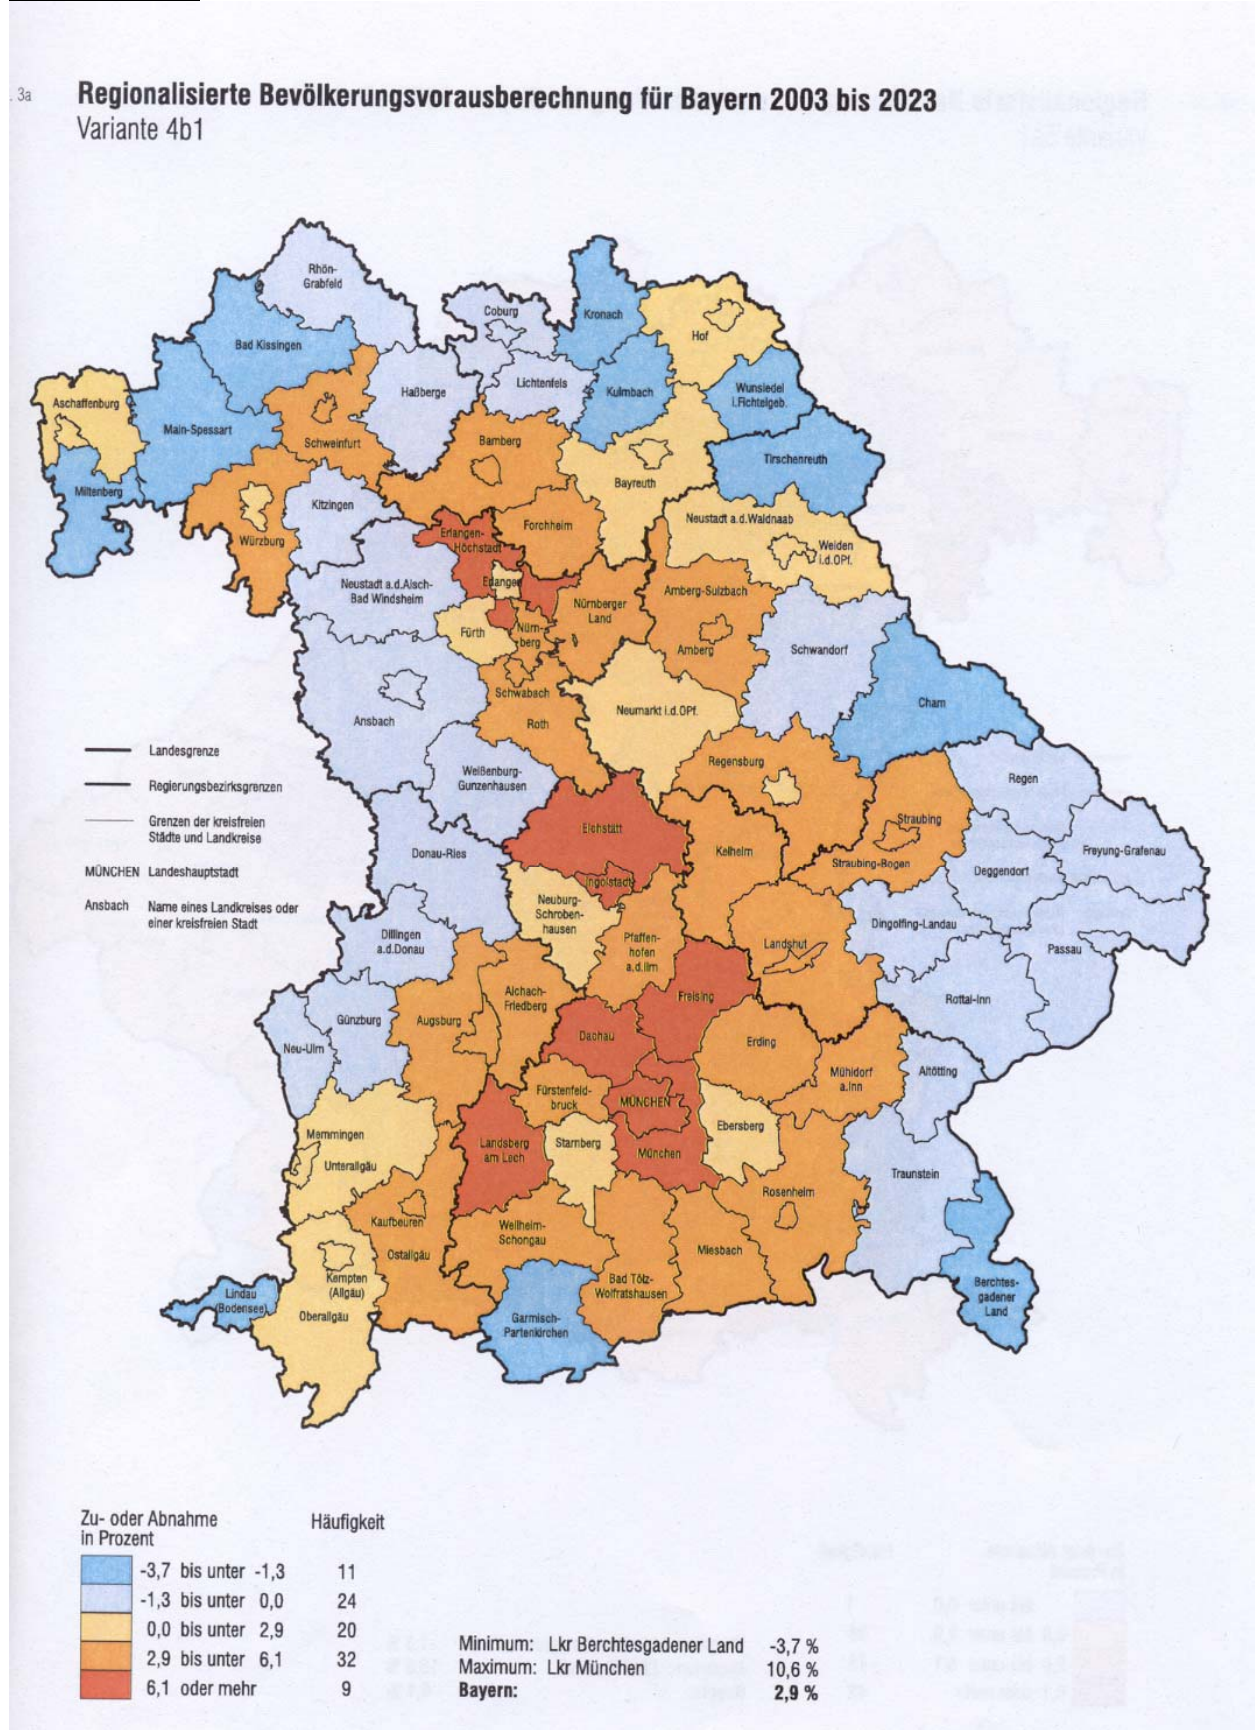 . 3a
Regionalisierte Bevölkerungsvorausberechnung für Bayern 2003 bis 2023
Variante 4b1
Rhön-
Grabfeld
Coburg
Kronach
Hof
Bad Kissingen
Haßberge
Lichtenfels
Kulmbach
Wunsiedel
i.Fichtelgeb.
Aschaffenburg
Main-Spessart
Schweinfurt
Bamberg
Bayreuth
Tirschenreuth
Miltenberg
Kitzingen
Würzburg
Erlangen-
Höchstadt
Forchheim
Neustadt a.d.Waldnaab
Weiden
i.d.OPf.
Neustadt a.d.Aisch-
Bad Windsheim
Erlangen
Nürnberger
Land
Amberg-Sulzbach
Fürth
Nürn-
berg
Amberg
Schwandorf
Cham
Ansbach
Schwabach
Roth
Neumarkt i.d.OPf.
Weißenburg-
Gunzenhausen
Regensburg
Regen
Landesgrenze
Regierungsbezirksgrenzen
Grenzen der kreisfreien
Städte und Landkreise
MÜNCHEN Landeshauptstadt
Ansbach Name eines Landkreises oder
einer kreisfreien Stadt
Eichstätt
Straubing
Donau-Ries
Kelheim
Straubing-Bogen
Deggendorf
Freyung-Grafenau
Ingolstadt
Neuburg-
Schroben-
hausen
Dillingen
a.d.Donau
Pfaffen-
hofen
a.d.Ilm
Landshut
Dingolfing-Landau
Passau
Aichach-
Friedberg
Freising
Rottal-Inn
Günzburg
Augsburg
Neu-Ulm
Dachau
Erding
Mühldorf
a.Inn
Altötting
Fürstenfeld-
bruck
MÜNCHEN
Memmingen
Unterallgäu
Landsberg
am Lech
Starnberg
München
Ebersberg
Traunstein
Rosenheim
Kaufbeuren
Ostallgäu
Weilheim-
Schongau
Miesbach
Kempten
(Allgäu)
Oberallgäu
Lindau
(Bodensee)
Bad Tölz-
Wolfratshausen
Garmisch-
Partenkirchen
Berchtes-
gadener
Land
Zu- oder Abnahme
in Prozent
Häufigkeit
-3,7 bis unter -1,3 11
-1,3 bis unter 0,0 24
0,0 bis unter 2,9 20
2,9 bis unter 6,1 32
6,1 oder mehr 9
Minimum: Lkr Berchtesgadener Land -3,7 %
Maximum: Lkr München 10,6 %
Bayern: 2,9 %